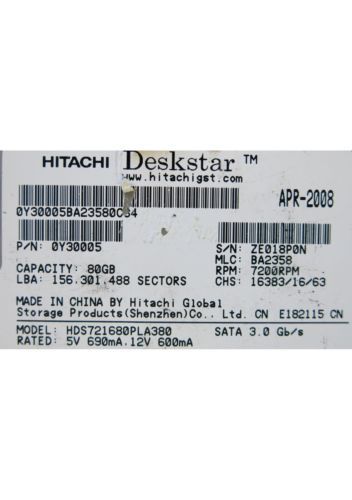 HITACHI Deskstar™
www.hitachigst.com
APR-2008
0Y30005BA23580C64
P/N: 0Y30005
S/N: ZE018P0N
MLC: BA2358
CAPACITY: 80GB
RPM: 7200RPM
LBA: 156.301.488 SECTORS
CHS: 16383/16/63
MADE IN CHINA BY Hitachi Global
Storage Products(Shenzhen)Co., Ltd. CN E182115 CN
MODEL: HDS721680PLA380 SATA 3.0 Gb/s
RATED: 5V 690mA.12V 600mA